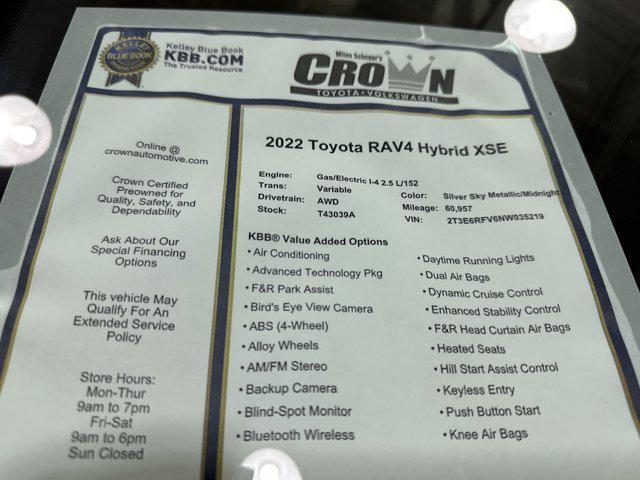 KELLEY
BLUE BOOK
Kelley Blue Book
KBB.COM
The Trusted Resource
Miles Schnaer's
CROWN
TOYOTA • VOLKSWAGEN
Online @
crownautomotive.com
Crown Certified
Preowned for
Quality, Safety, and
Dependability
Ask About Our
Special Financing
Options
This vehicle May
Qualify For An
Extended Service
Policy
Store Hours:
Mon-Thur
9am to 7pm
Fri-Sat
9am to 6pm
Sun Closed
2022 Toyota RAV4 Hybrid XSE
Engine: Gas/Electric I-4 2.5 L/152
Trans: Variable
Drivetrain: AWD
Stock: T43039A
Color: Silver Sky Metallic/Midnight
Mileage: 60,957
VIN: 2T3E6RFV6NW035219
KBB® Value Added Options
• Air Conditioning
• Advanced Technology Pkg
• F&R Park Assist
• Bird's Eye View Camera
• ABS (4-Wheel)
• Alloy Wheels
• AM/FM Stereo
• Backup Camera
• Blind-Spot Monitor
• Bluetooth Wireless
• Daytime Running Lights
• Dual Air Bags
• Dynamic Cruise Control
• Enhanced Stability Control
• F&R Head Curtain Air Bags
• Heated Seats
• Hill Start Assist Control
• Keyless Entry
• Push Button Start
• Knee Air Bags